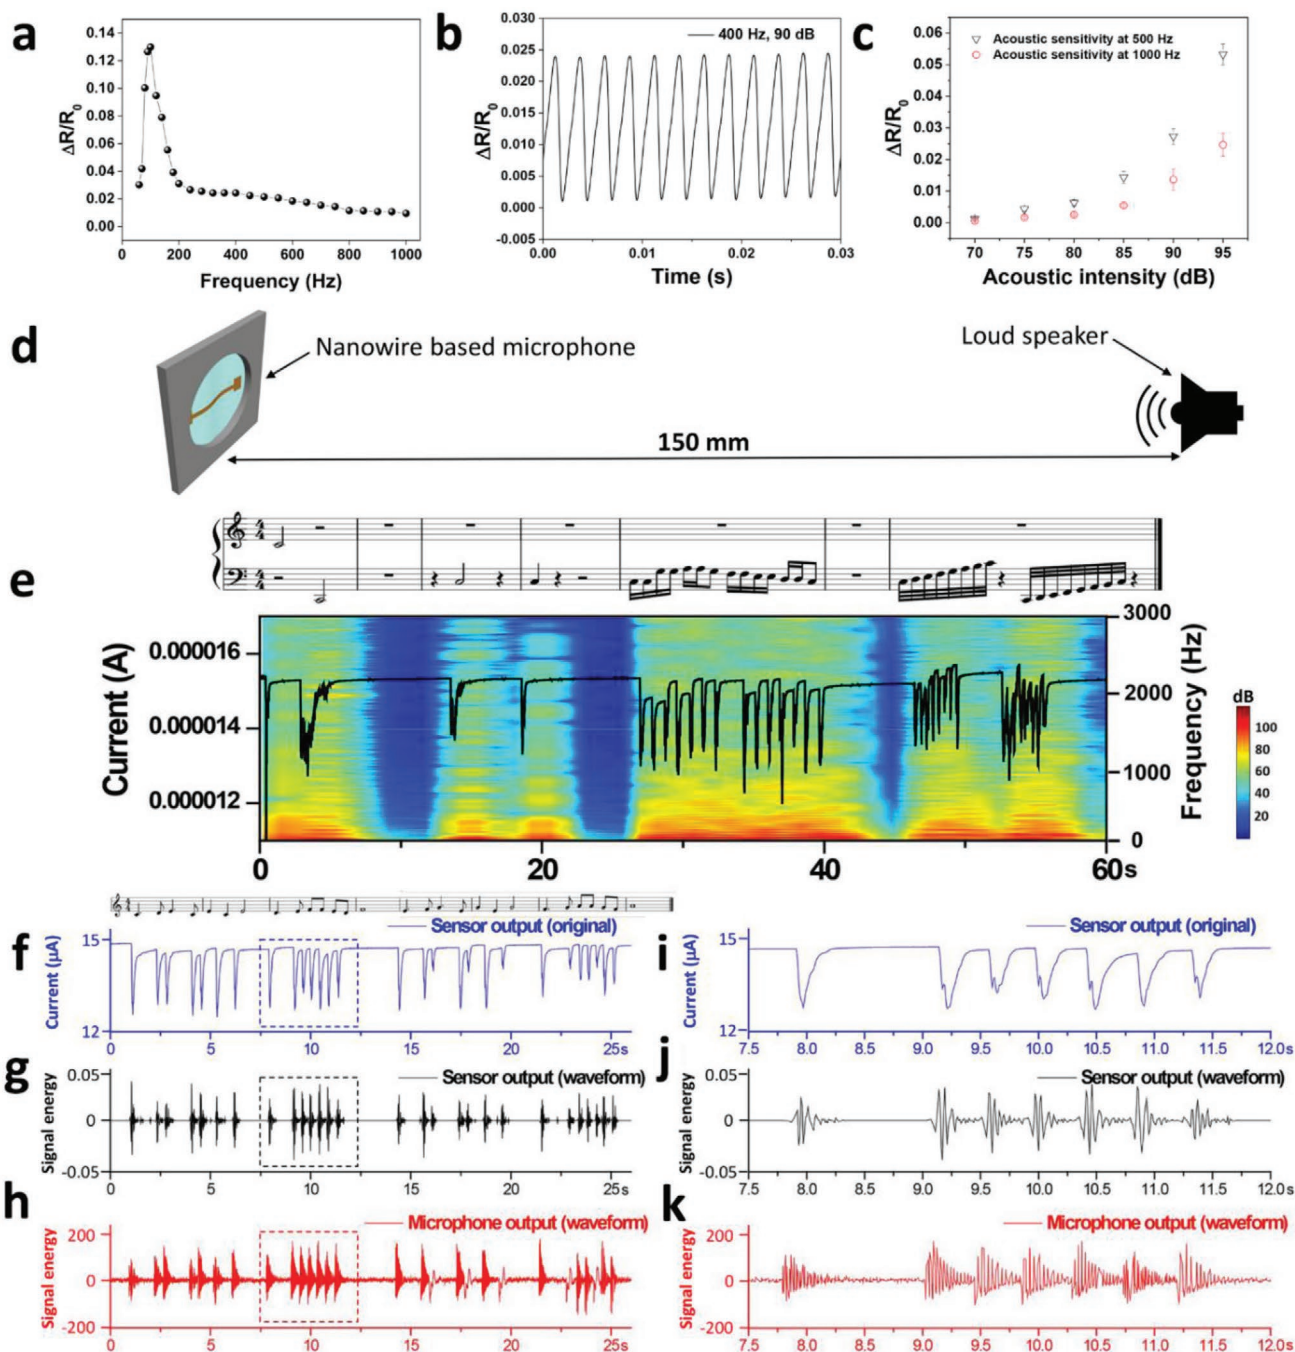 a
0.14
0.12
0.10
0.08
0.06
0.04
0.02
0.00
ΔR/R0
0 200 400 600 800 1000
Frequency (Hz)
b
0.030
0.025
0.020
0.015
0.010
0.005
0.000
-0.005
ΔR/R0
400 Hz, 90 dB
0.00 0.01 0.02 0.03
Time (s)
c
0.06
0.05
0.04
0.03
0.02
0.01
0.00
ΔR/R0
Acoustic sensitivity at 500 Hz
Acoustic sensitivity at 1000 Hz
70 75 80 85 90 95
Acoustic intensity (dB)
d
Nanowire based microphone
Loud speaker
150 mm
e
4
4
4
4
Current (A)
0.000016
0.000014
0.000012
3000
2000
1000
0
Frequency (Hz)
dB
100
80
60
40
20
0 20 40 60s
f
Sensor output (original)
15
12
Current (μA)
0 5 10 15 20 25s
g
Sensor output (waveform)
0.05
0
-0.05
Signal energy
0 5 10 15 20 25s
h
Microphone output (waveform)
200
0
-200
Signal energy
0 5 10 15 20 25s
i
Sensor output (original)
15
12
Current (μA)
7.5 8.0 8.5 9.0 9.5 10.0 10.5 11.0 11.5 12.0s
j
Sensor output (waveform)
0.05
0
-0.05
Signal energy
7.5 8.0 8.5 9.0 9.5 10.0 10.5 11.0 11.5 12.0s
k
Microphone output (waveform)
200
0
-200
Signal energy
7.5 8.0 8.5 9.0 9.5 10.0 10.5 11.0 11.5 12.0s